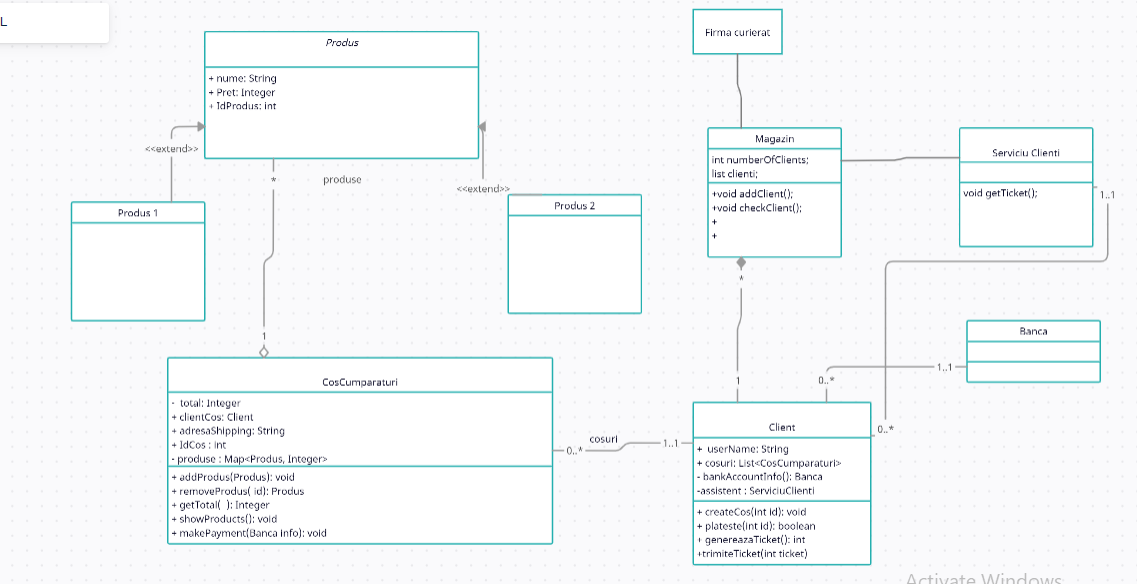 L
Produs
+ nume: String
+ Pret: Integer
+ IdProdus: int
<<extend>>
Produs 1
*
produse
<<extend>>
Produs 2
1
CosCumparaturi
- total: Integer
+ clientCos: Client
+ adresaShipping: String
+ IdCos : int
- produse : Map<Produs, Integer>
+ addProdus(Produs): void
+ removeProdus( id): Produs
+ getTotal( ): Integer
+ showProducts(): void
+ makePayment(Banca info): void
0..*
cosuri
1..1
Firma curierat
Magazin
int numberOfClients;
list clienti;
+void addClient();
+void checkClient();
+
+
*
1
Serviciu Clienti
void getTicket();
1..1
Banca
1..1
0..*
0..*
Client
+ userName: String
+ cosuri: List<CosCumparaturi>
- bankAccountInfo(): Banca
-assistent : ServiciuClienti
+ createCos(int id): void
+ plateste(int id): boolean
+ genereazaTicket(): int
+trimiteTicket(int ticket)
Activate Windows